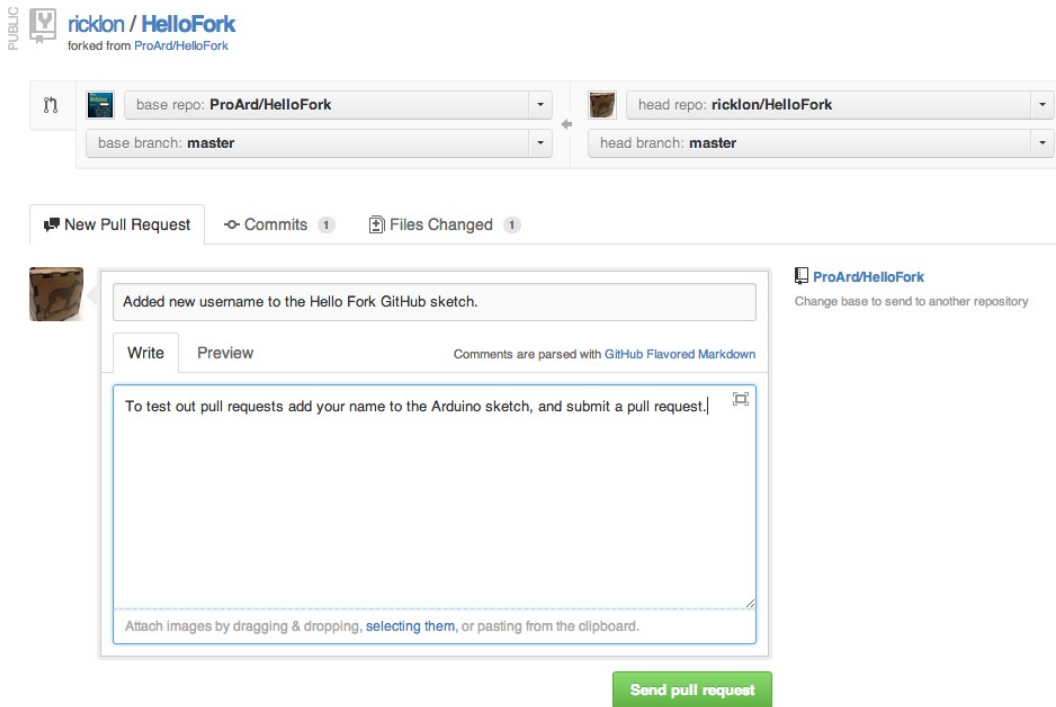 PUBLIC
ricklon / HelloFork
forked from ProArd/HelloFork
base repo: ProArd/HelloFork
head repo: ricklon/HelloFork
base branch: master
head branch: master
New Pull Request
Commits 1
Files Changed 1
Added new username to the Hello Fork GitHub sketch.
ProArd/HelloFork
Change base to send to another repository
Write Preview Comments are parsed with GitHub Flavored Markdown
To test out pull requests add your name to the Arduino sketch, and submit a pull request.
Attach images by dragging & dropping, selecting them, or pasting from the clipboard.
Send pull request